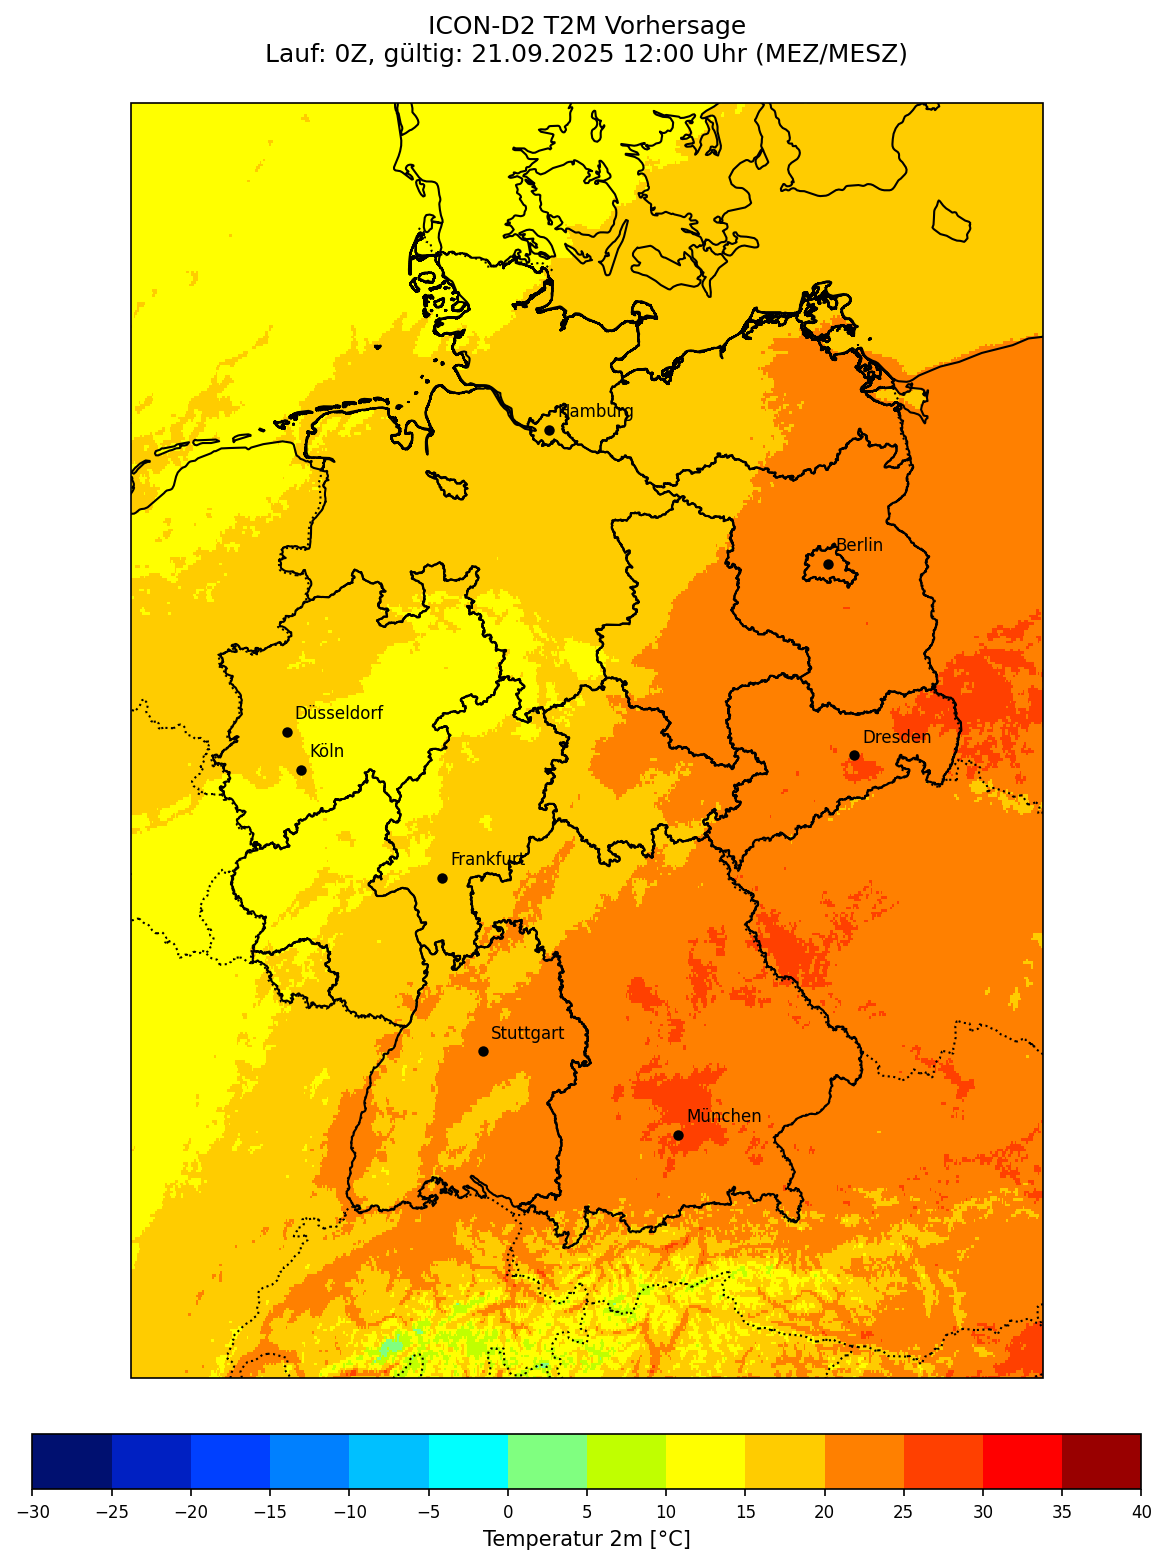 ICON-D2 T2M Vorhersage
Lauf: 0Z, gültig: 21.09.2025 12:00 Uhr (MEZ/MESZ)
Hamburg
Berlin
Düsseldorf
Köln
Dresden
Frankfurt
Stuttgart
München
−30 −25 −20 −15 −10 −5 0 5 10 15 20 25 30 35 40
Temperatur 2m [°C]